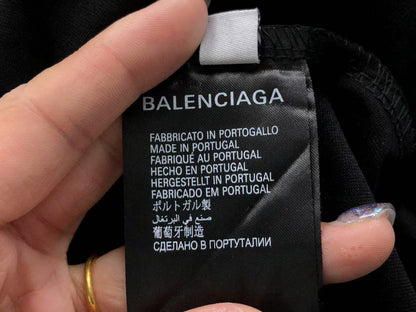 BALENCIAGA
FABBRICATO IN PORTOGALLO
MADE IN PORTUGAL
FABRIQUÉ AU PORTUGAL
HECHO EN PORTUGAL
HERGESTELLT IN PORTUGAL
FABRICADO EM PORTUGAL
ポルトガル製
صنع في البرتغال
葡萄牙制造
СДЕЛАНО В ПОРТУТАЛИИ